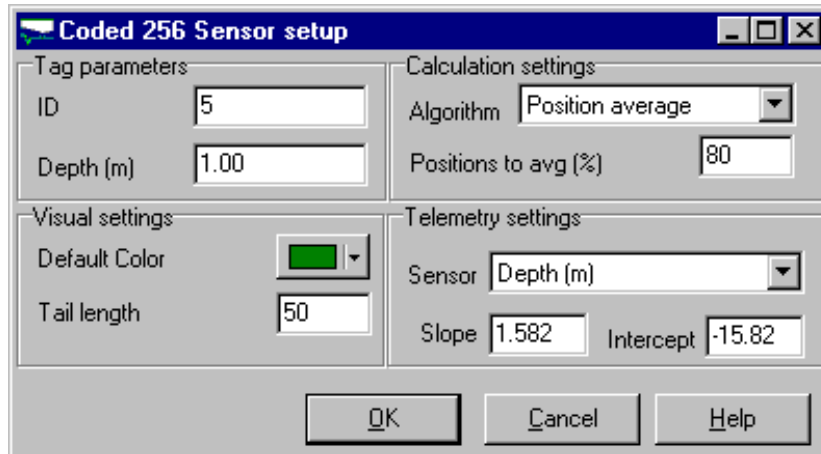 Coded 256 Sensor setup
Tag parameters
ID 5
Depth (m) 1.00
Calculation settings
Algorithm Position average
Positions to avg (%) 80
Visual settings
Default Color
Tail length 50
Telemetry settings
Sensor Depth (m)
Slope 1.582 Intercept -15.82
OK Cancel Help